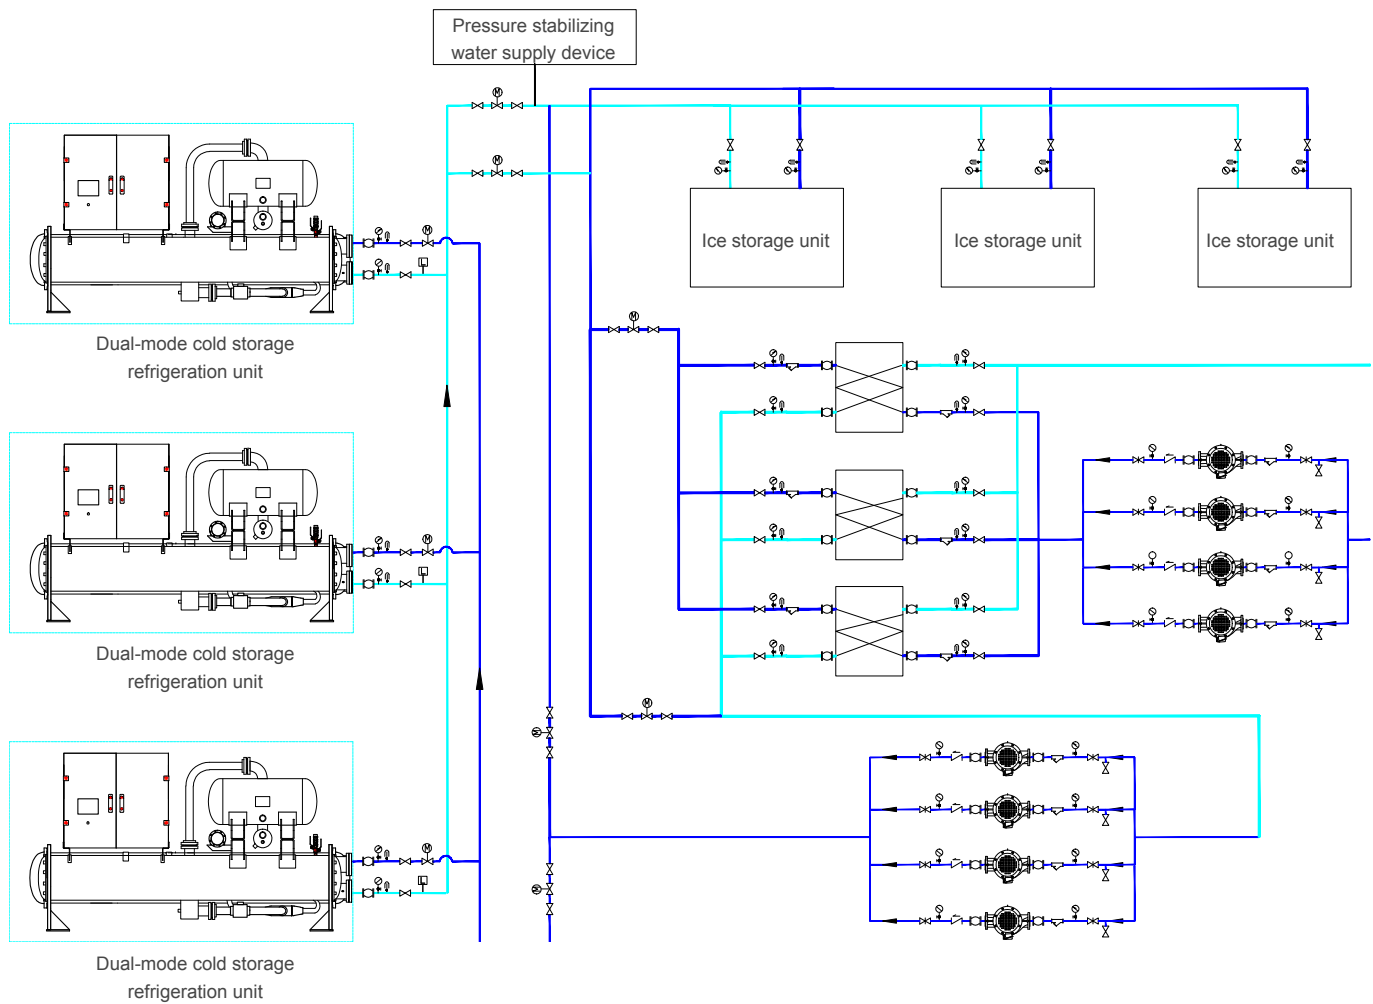 Pressure stabilizing
water supply device
M
M
Ice storage unit
Ice storage unit
Ice storage unit
M
L
Dual-mode cold storage
refrigeration unit
M
M
L
Dual-mode cold storage
refrigeration unit
M
M
M
L
M
Dual-mode cold storage
refrigeration unit